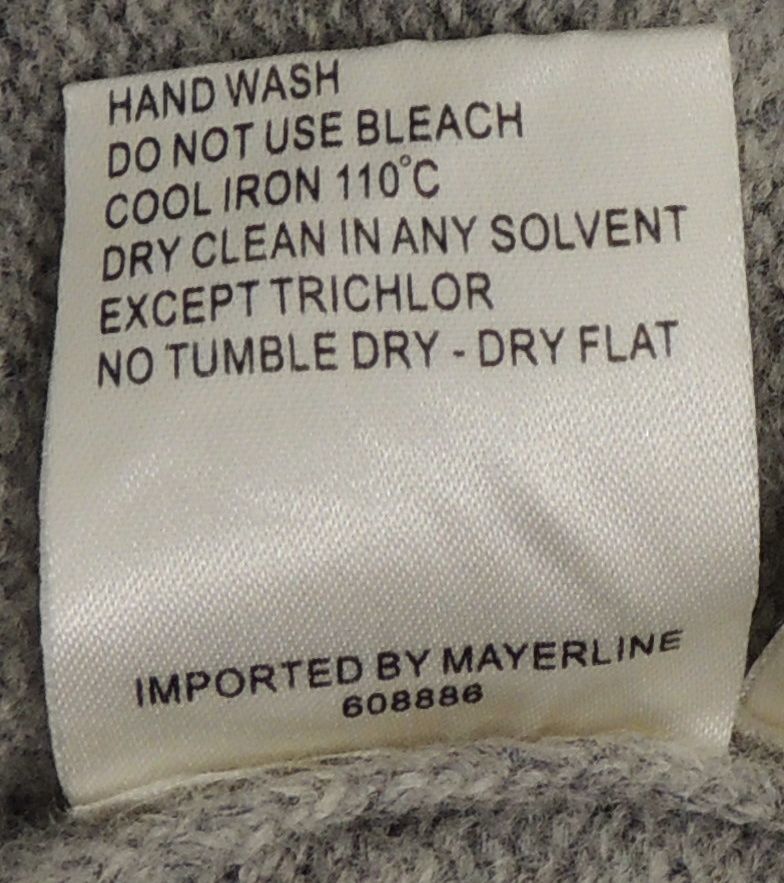 HAND WASH
DO NOT USE BLEACH
COOL IRON 110°C
DRY CLEAN IN ANY SOLVENT
EXCEPT TRICHLOR
NO TUMBLE DRY - DRY FLAT
IMPORTED BY MAYERLINE
608886